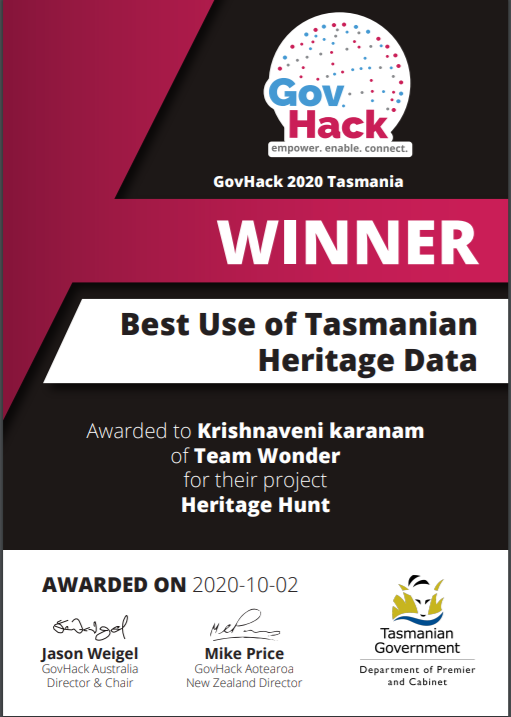 Gov
Hack
empower. enable. connect.
GovHack 2020 Tasmania
WINNER
Best Use of Tasmanian
Heritage Data
Awarded to Krishnaveni karanam
of Team Wonder
for their project
Heritage Hunt
AWARDED ON 2020-10-02
Jason Weigel
GovHack Australia
Director & Chair
Mike Price
GovHack Aotearoa
New Zealand Director
Tasmanian
Government
Department of Premier
and Cabinet